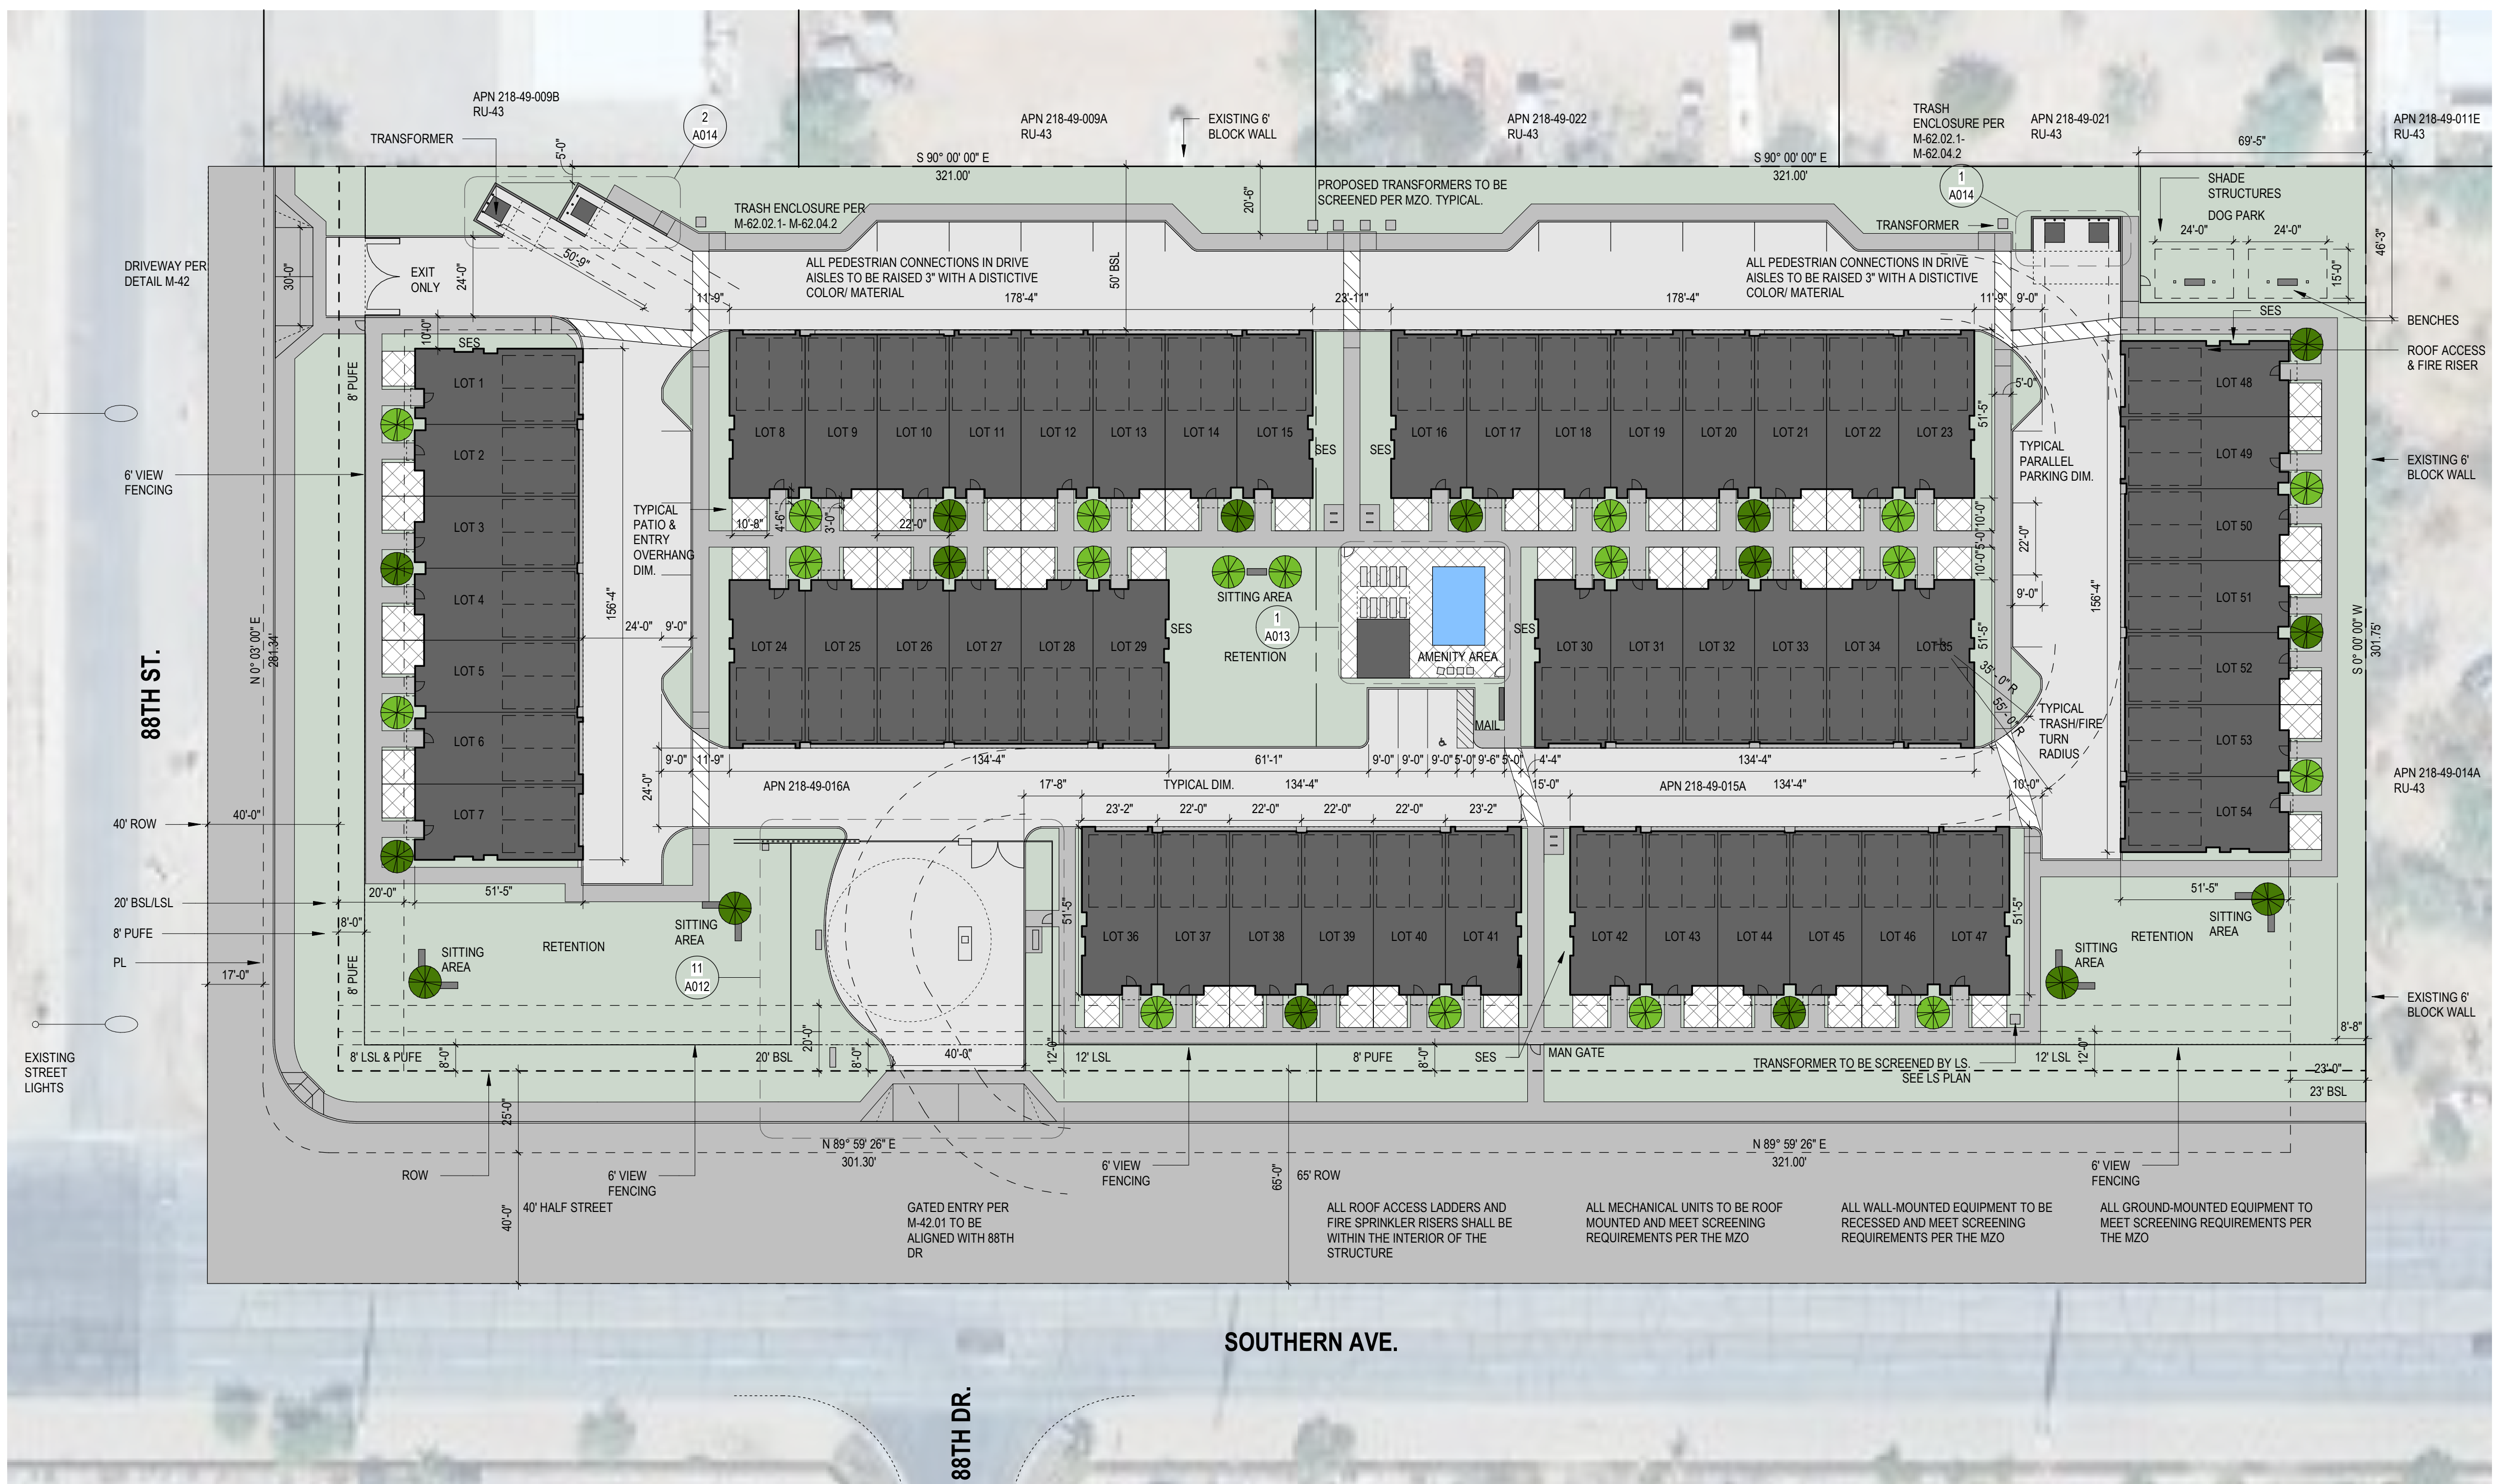 APN 218-49-009B
RU-43
TRANSFORMER
2
A014
5'-0"
APN 218-49-009A
RU-43
EXISTING 6'
BLOCK WALL
APN 218-49-022
RU-43
TRASH
ENCLOSURE PER
M-62.02.1-
M-62.04.2
APN 218-49-021
RU-43
APN 218-49-011E
RU-43
69'-5"
S 90° 00' 00" E
321.00'
S 90° 00' 00" E
321.00'
1
A014
SHADE
STRUCTURES
DOG PARK
24'-0"
24'-0"
15'-0"
46'-3"
TRASH ENCLOSURE PER
M-62.02.1- M-62.04.2
20'-6"
PROPOSED TRANSFORMERS TO BE
SCREENED PER MZO. TYPICAL.
TRANSFORMER
DRIVEWAY PER
DETAIL M-42
30'-0"
EXIT
ONLY
24'-0"
50'-9"
ALL PEDESTRIAN CONNECTIONS IN DRIVE
AISLES TO BE RAISED 3" WITH A DISTICTIVE
COLOR/ MATERIAL
50' BSL
ALL PEDESTRIAN CONNECTIONS IN DRIVE
AISLES TO BE RAISED 3" WITH A DISTICTIVE
COLOR/ MATERIAL
11'-9"
178'-4"
23'-11"
178'-4"
11'-9"
9'-0"
SES
BENCHES
ROOF ACCESS
& FIRE RISER
10'-0"
SES
8' PUFE
LOT 1
LOT 2
LOT 3
LOT 4
LOT 5
LOT 6
LOT 7
156'-4"
LOT 8
LOT 9
LOT 10
LOT 11
LOT 12
LOT 13
LOT 14
LOT 15
SES
SES
LOT 16
LOT 17
LOT 18
LOT 19
LOT 20
LOT 21
LOT 22
LOT 23
51'-5"
5'-0"
LOT 48
LOT 49
LOT 50
LOT 51
LOT 52
LOT 53
LOT 54
6' VIEW
FENCING
TYPICAL
PARALLEL
PARKING DIM.
EXISTING 6'
BLOCK WALL
TYPICAL
PATIO &
ENTRY
OVERHANG
DIM.
10'-8"
4'-6"
3'-0"
22'-0"
10'-0"
5'-0"
10'-0"
22'-0"
9'-0"
156'-4"
SITTING AREA
1
A013
RETENTION
AMENITY AREA
SES
SES
24'-0"
9'-0"
LOT 24
LOT 25
LOT 26
LOT 27
LOT 28
LOT 29
LOT 30
LOT 31
LOT 32
LOT 33
LOT 34
LOT 35
51'-5"
35'- 0" R
55'- 0" R
TYPICAL
TRASH/FIRE
TURN
RADIUS
MAIL
88TH ST.
N 0° 03' 00" E
281.34'
S 0° 00' 00" W
301.75'
9'-0"
11'-9"
134'-4"
61'-1"
9'-0"
9'-0"
9'-0"
5'-0"
9'-6"
5'-0"
4'-4"
134'-4"
24'-0"
APN 218-49-016A
17'-8"
TYPICAL DIM.
134'-4"
15'-0"
APN 218-49-015A
134'-4"
10'-0"
APN 218-49-014A
RU-43
23'-2"
22'-0"
22'-0"
22'-0"
22'-0"
23'-2"
40' ROW
40'-0"
20' BSL/LSL
20'-0"
51'-5"
8' PUFE
8'-0"
PL
17'-0"
8' PUFE
SITTING
AREA
RETENTION
SITTING
AREA
11
A012
51'-5"
LOT 36
LOT 37
LOT 38
LOT 39
LOT 40
LOT 41
LOT 42
LOT 43
LOT 44
LOT 45
LOT 46
LOT 47
51'-5"
51'-5"
SITTING
AREA
RETENTION
SITTING
AREA
EXISTING 6'
BLOCK WALL
8'-8"
EXISTING
STREET
LIGHTS
8' LSL & PUFE
8'-0"
20' BSL
20'-0"
8'-0"
40'-0"
12'-0"
12' LSL
8' PUFE
8'-0"
SES
MAN GATE
TRANSFORMER TO BE SCREENED BY LS.
SEE LS PLAN
12' LSL
12'-0"
23'-0"
23' BSL
25'-0"
N 89° 59' 26" E
301.30'
N 89° 59' 26" E
321.00'
ROW
6' VIEW
FENCING
6' VIEW
FENCING
65'-0"
65' ROW
6' VIEW
FENCING
40'-0"
40' HALF STREET
GATED ENTRY PER
M-42.01 TO BE
ALIGNED WITH 88TH
DR
ALL ROOF ACCESS LADDERS AND
FIRE SPRINKLER RISERS SHALL BE
WITHIN THE INTERIOR OF THE
STRUCTURE
ALL MECHANICAL UNITS TO BE ROOF
MOUNTED AND MEET SCREENING
REQUIREMENTS PER THE MZO
ALL WALL-MOUNTED EQUIPMENT TO BE
RECESSED AND MEET SCREENING
REQUIREMENTS PER THE MZO
ALL GROUND-MOUNTED EQUIPMENT TO
MEET SCREENING REQUIREMENTS PER
THE MZO
SOUTHERN AVE.
88TH DR.